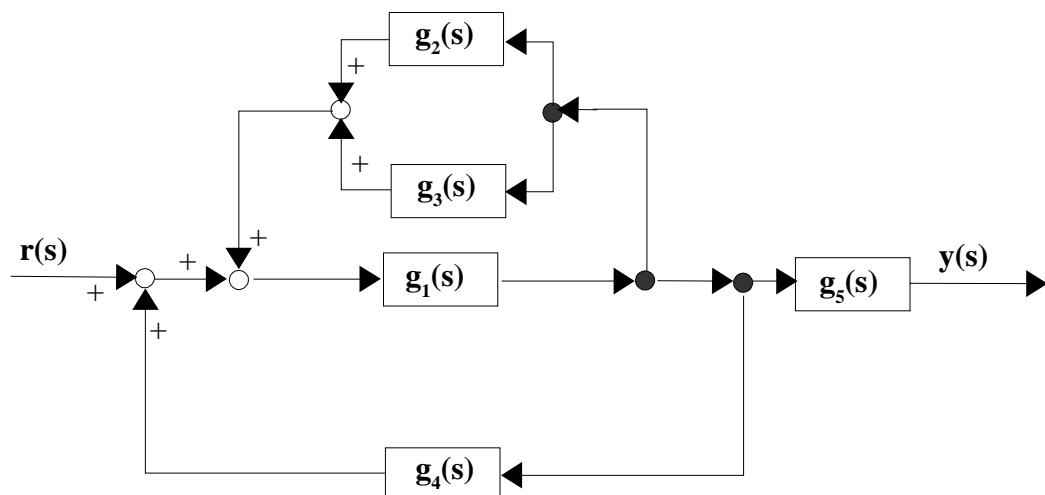 g₂(s)
+
+
g₃(s)
+
r(s)
+
+
g₁(s)
g₅(s)
y(s)
+
g₄(s)